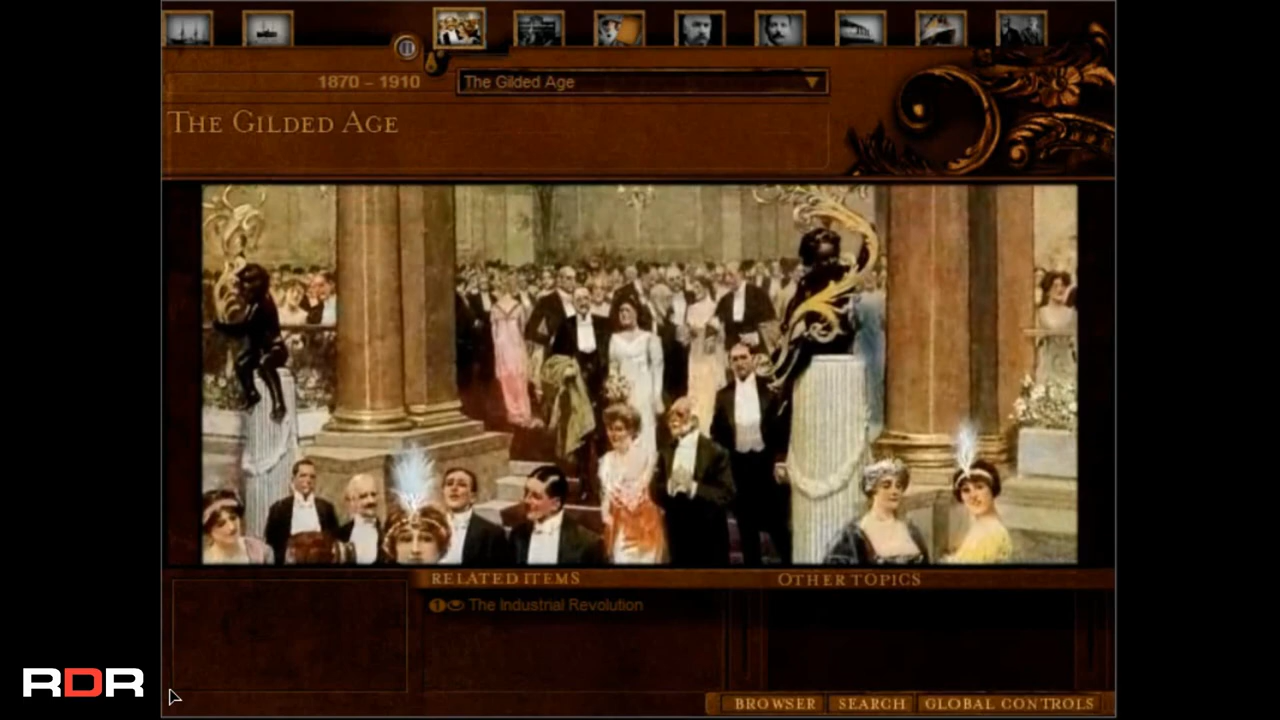 1870 - 1910
The Gilded Age
The Gilded Age
RELATED ITEMS
OTHER TOPICS
1 The Industrial Revolution
RDR
BROWSER
SEARCH
GLOBAL CONTROLS